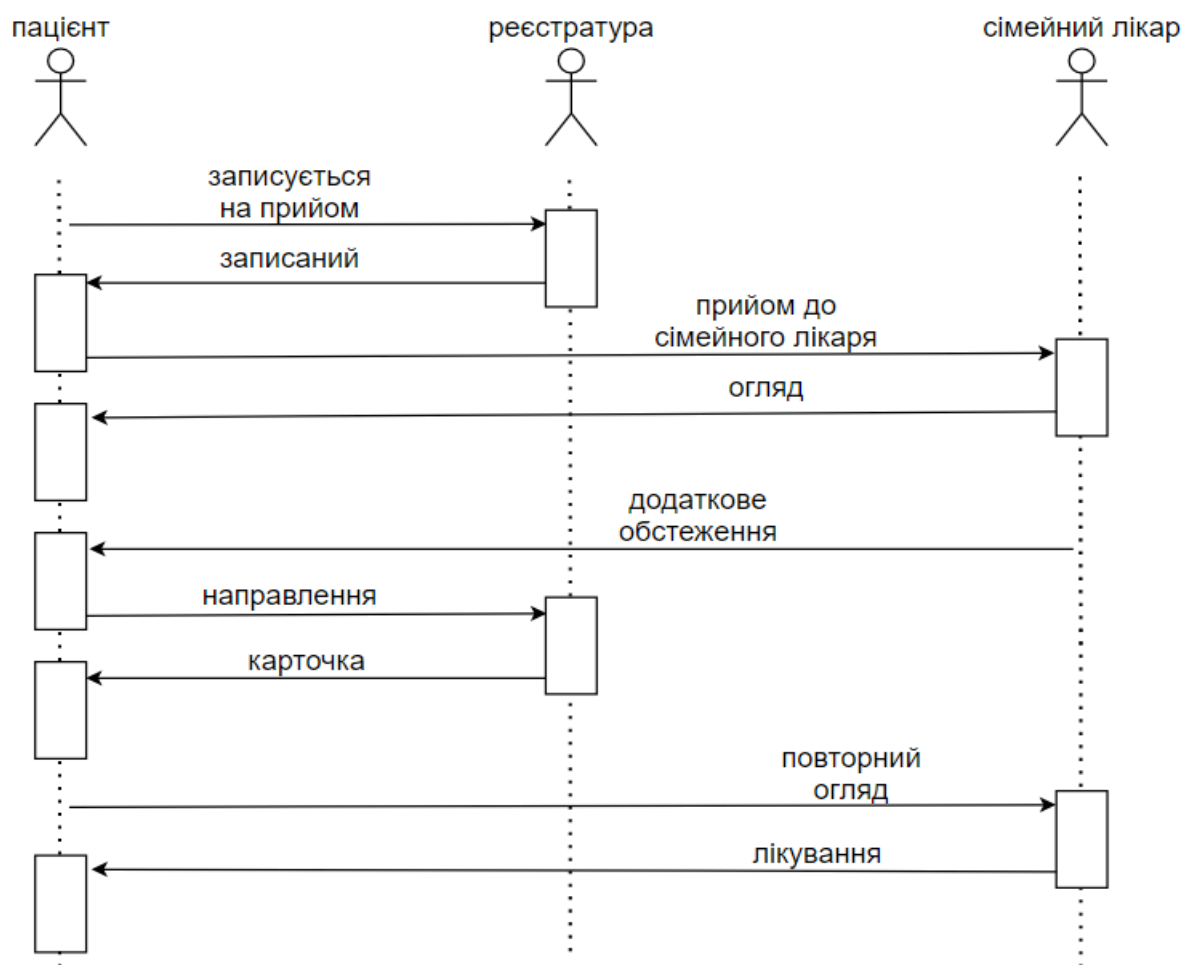 пацієнт
реєстратура
сімейний лікар
записується
на прийом
записаний
прийом до
сімейного лікаря
огляд
додаткове
обстеження
направлення
карточка
повторний
огляд
лікування